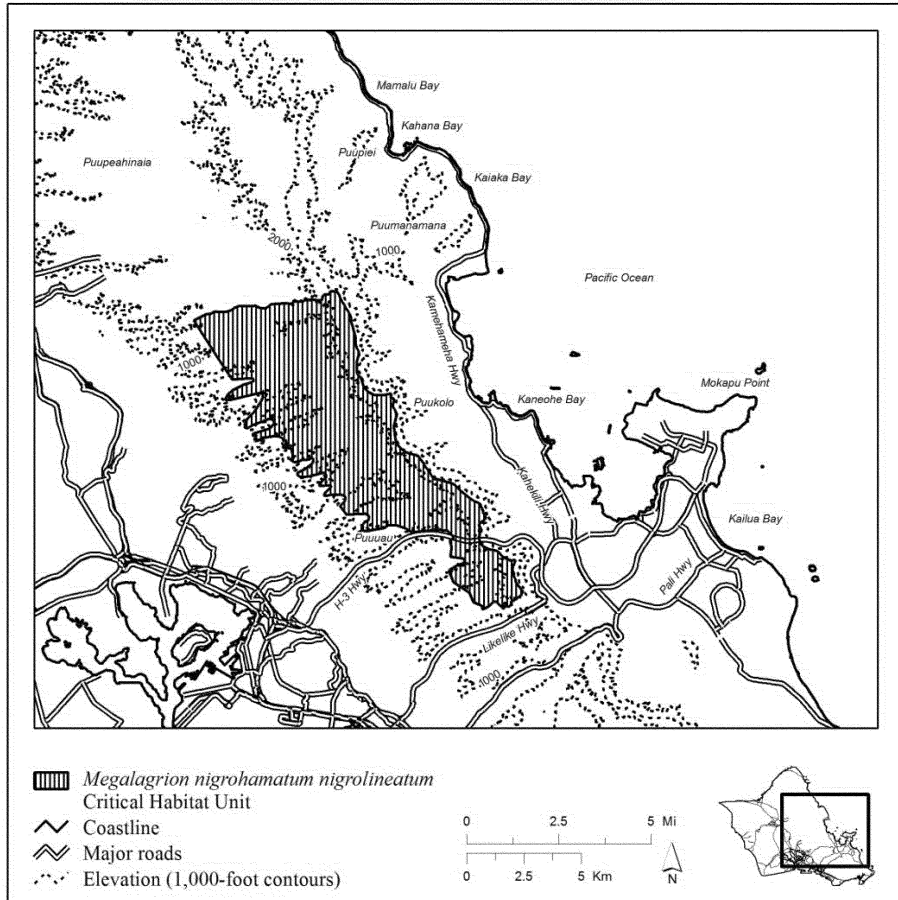 Mamalu Bay
Kahana Bay
Puupiei
Puupeahinaia
Kaiaka Bay
Puumanamana
2000
1000
Pacific Ocean
Kamehameha Hwy
1000
Mokapu Point
Puukolo
Kaneohe Bay
1000
Kahekili Hwy
Kailua Bay
Puuuau
H-3 Hwy
Pali Hwy
Likelike Hwy
1000
Megalagrion nigrohamatum nigrolineatum
Critical Habitat Unit
Coastline
Major roads
Elevation (1,000-foot contours)
0 2.5 5 Mi
0 2.5 5 Km
N